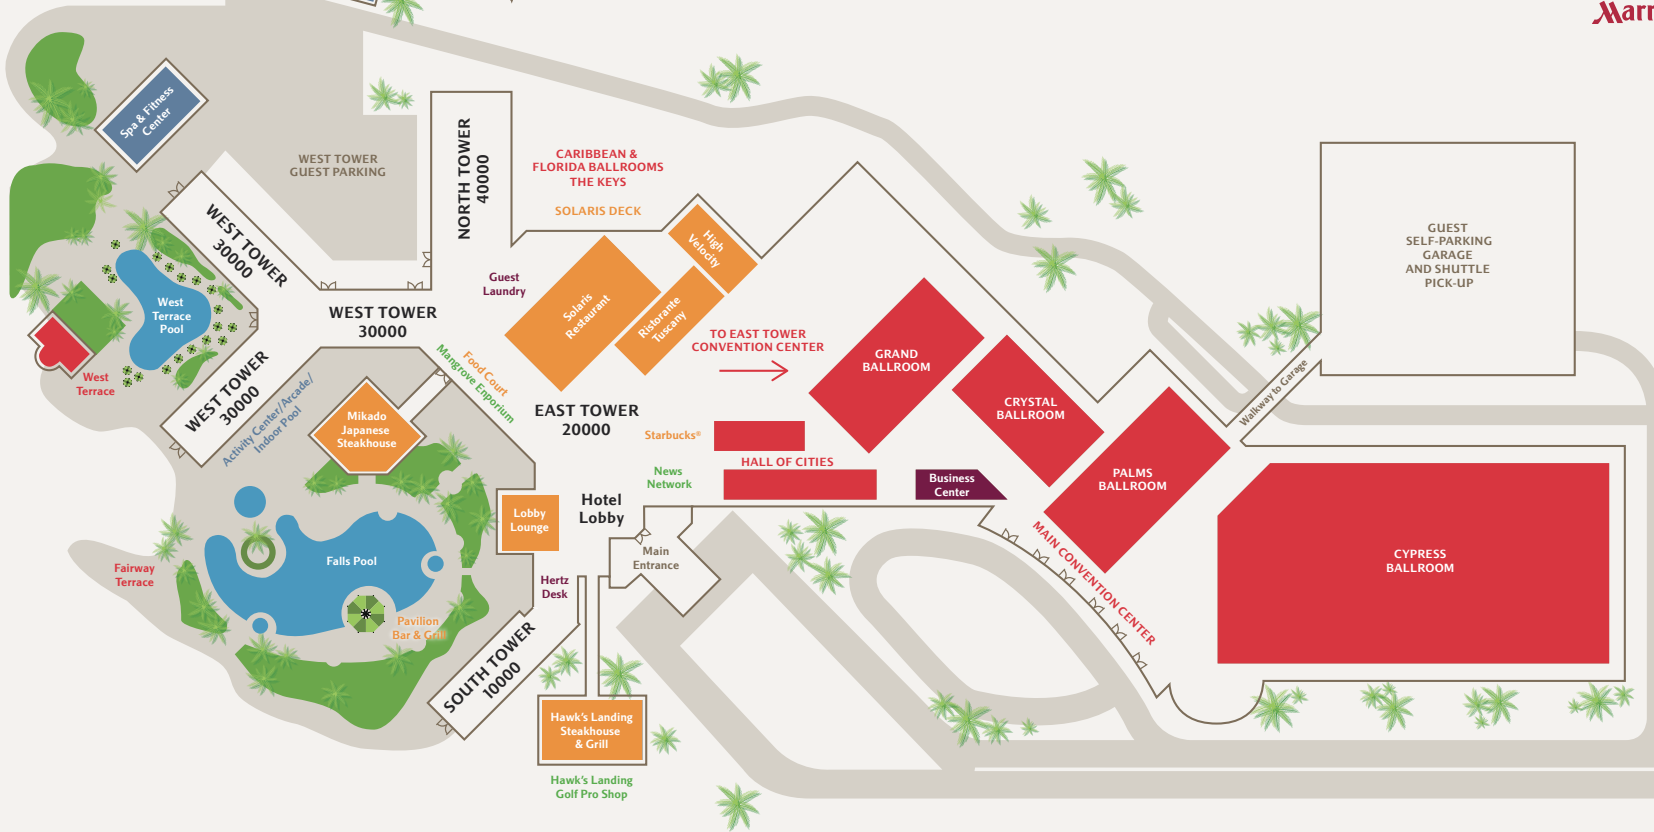 Marr
Spa & Fitness
Center
WEST TOWER
GUEST PARKING
NORTH TOWER
40000
CARIBBEAN &
FLORIDA BALLROOMS
THE KEYS
SOLARIS DECK
High
Velocity
Guest
Laundry
Solaris
Restaurant
Ristorante
Tuscany
WEST TOWER
30000
WEST TOWER
30000
West
Terrace
Pool
West
Terrace
WEST TOWER
30000
Activity Center/Arcade/
Indoor Pool
Food Court
Mangrove Enporium
Mikado
Japanese
Steakhouse
TO EAST TOWER
CONVENTION CENTER
GRAND
BALLROOM
CRYSTAL
BALLROOM
PALMS
BALLROOM
GUEST
SELF-PARKING
GARAGE
AND SHUTTLE
PICK-UP
Walkway to Garage
EAST TOWER
20000
Starbucks®
HALL OF CITIES
News
Network
Business
Center
Hotel
Lobby
Lobby
Lounge
Main
Entrance
MAIN CONVENTION CENTER
CYPRESS
BALLROOM
Falls Pool
Fairway
Terrace
Hertz
Desk
Pavilion
Bar & Grill
SOUTH TOWER
10000
Hawk's Landing
Steakhouse
& Grill
Hawk's Landing
Golf Pro Shop